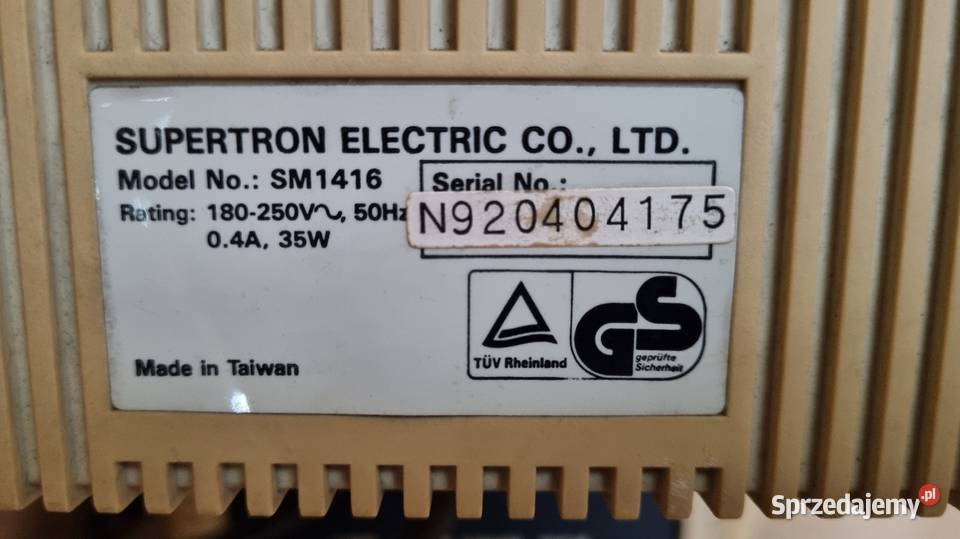 SUPERTRON ELECTRIC CO., LTD.
Model No.: SM1416
Rating: 180-250V∿, 50Hz
0.4A, 35W
Serial No.:
N920404175
TÜV Rheinland
GS
geprüfte
Sicherheit
Made in Taiwan
Sprzedajemy.pl